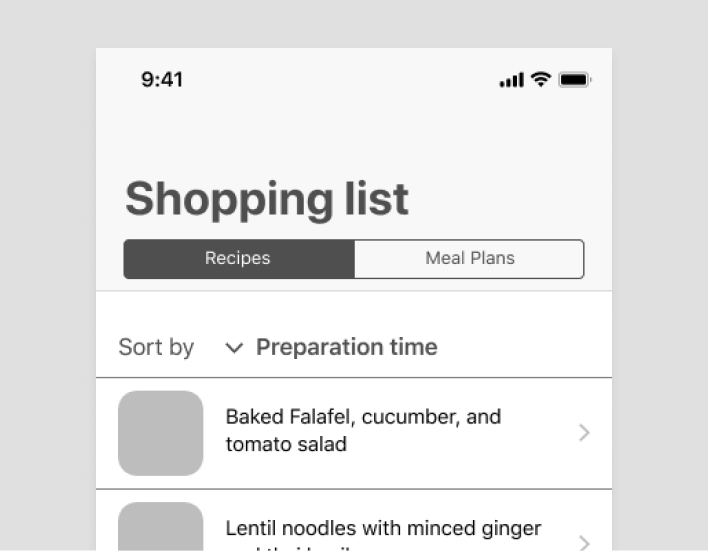 9:41
Shopping list
Recipes
Meal Plans
Sort by
Preparation time
Baked Falafel, cucumber, and
tomato salad
Lentil noodles with minced ginger